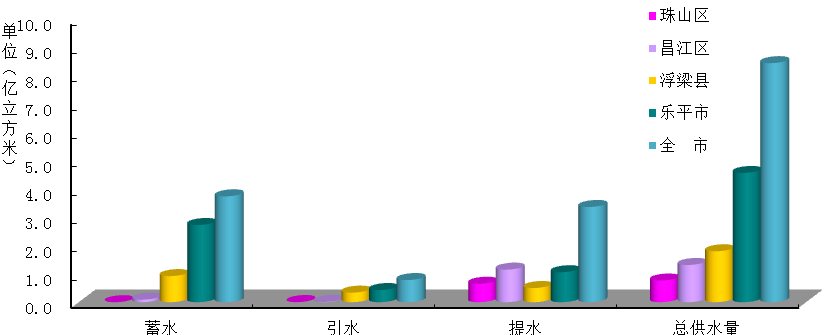 单位（亿立方米）
10.0
9.0
8.0
7.0
6.0
5.0
4.0
3.0
2.0
1.0
0.0
珠山区
昌江区
浮梁县
乐平市
全　市
蓄水
引水
提水
总供水量